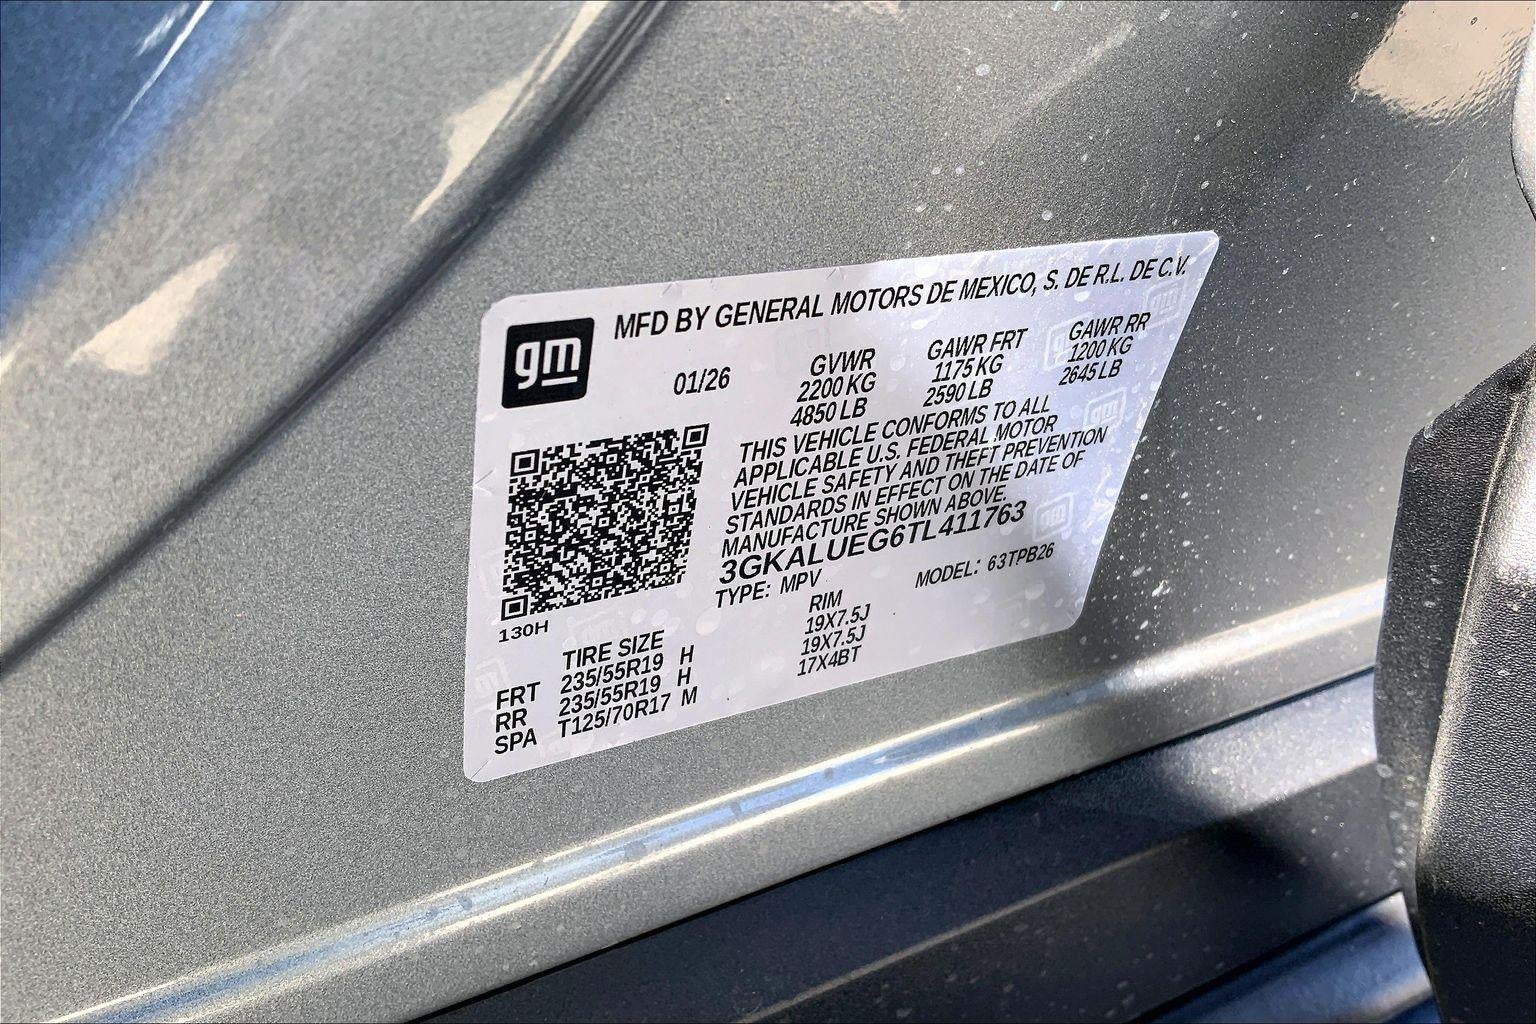 gm
MFD BY GENERAL MOTORS DE MEXICO, S. DE R.L. DE C.V.
01/26
GVWR
2200 KG
4850 LB
GAWR FRT
1175 KG
2590 LB
GAWR RR
1200 KG
2645 LB
THIS VEHICLE CONFORMS TO ALL
APPLICABLE U.S. FEDERAL MOTOR
VEHICLE SAFETY AND THEFT PREVENTION
STANDARDS IN EFFECT ON THE DATE OF
MANUFACTURE SHOWN ABOVE.
3GKALUEG6TL411763
TYPE: MPV
MODEL: 63TPB26
130H
TIRE SIZE RIM
FRT 235/55R19 H 19X7.5J
RR 235/55R19 H 19X7.5J
SPA T125/70R17 M 17X4BT